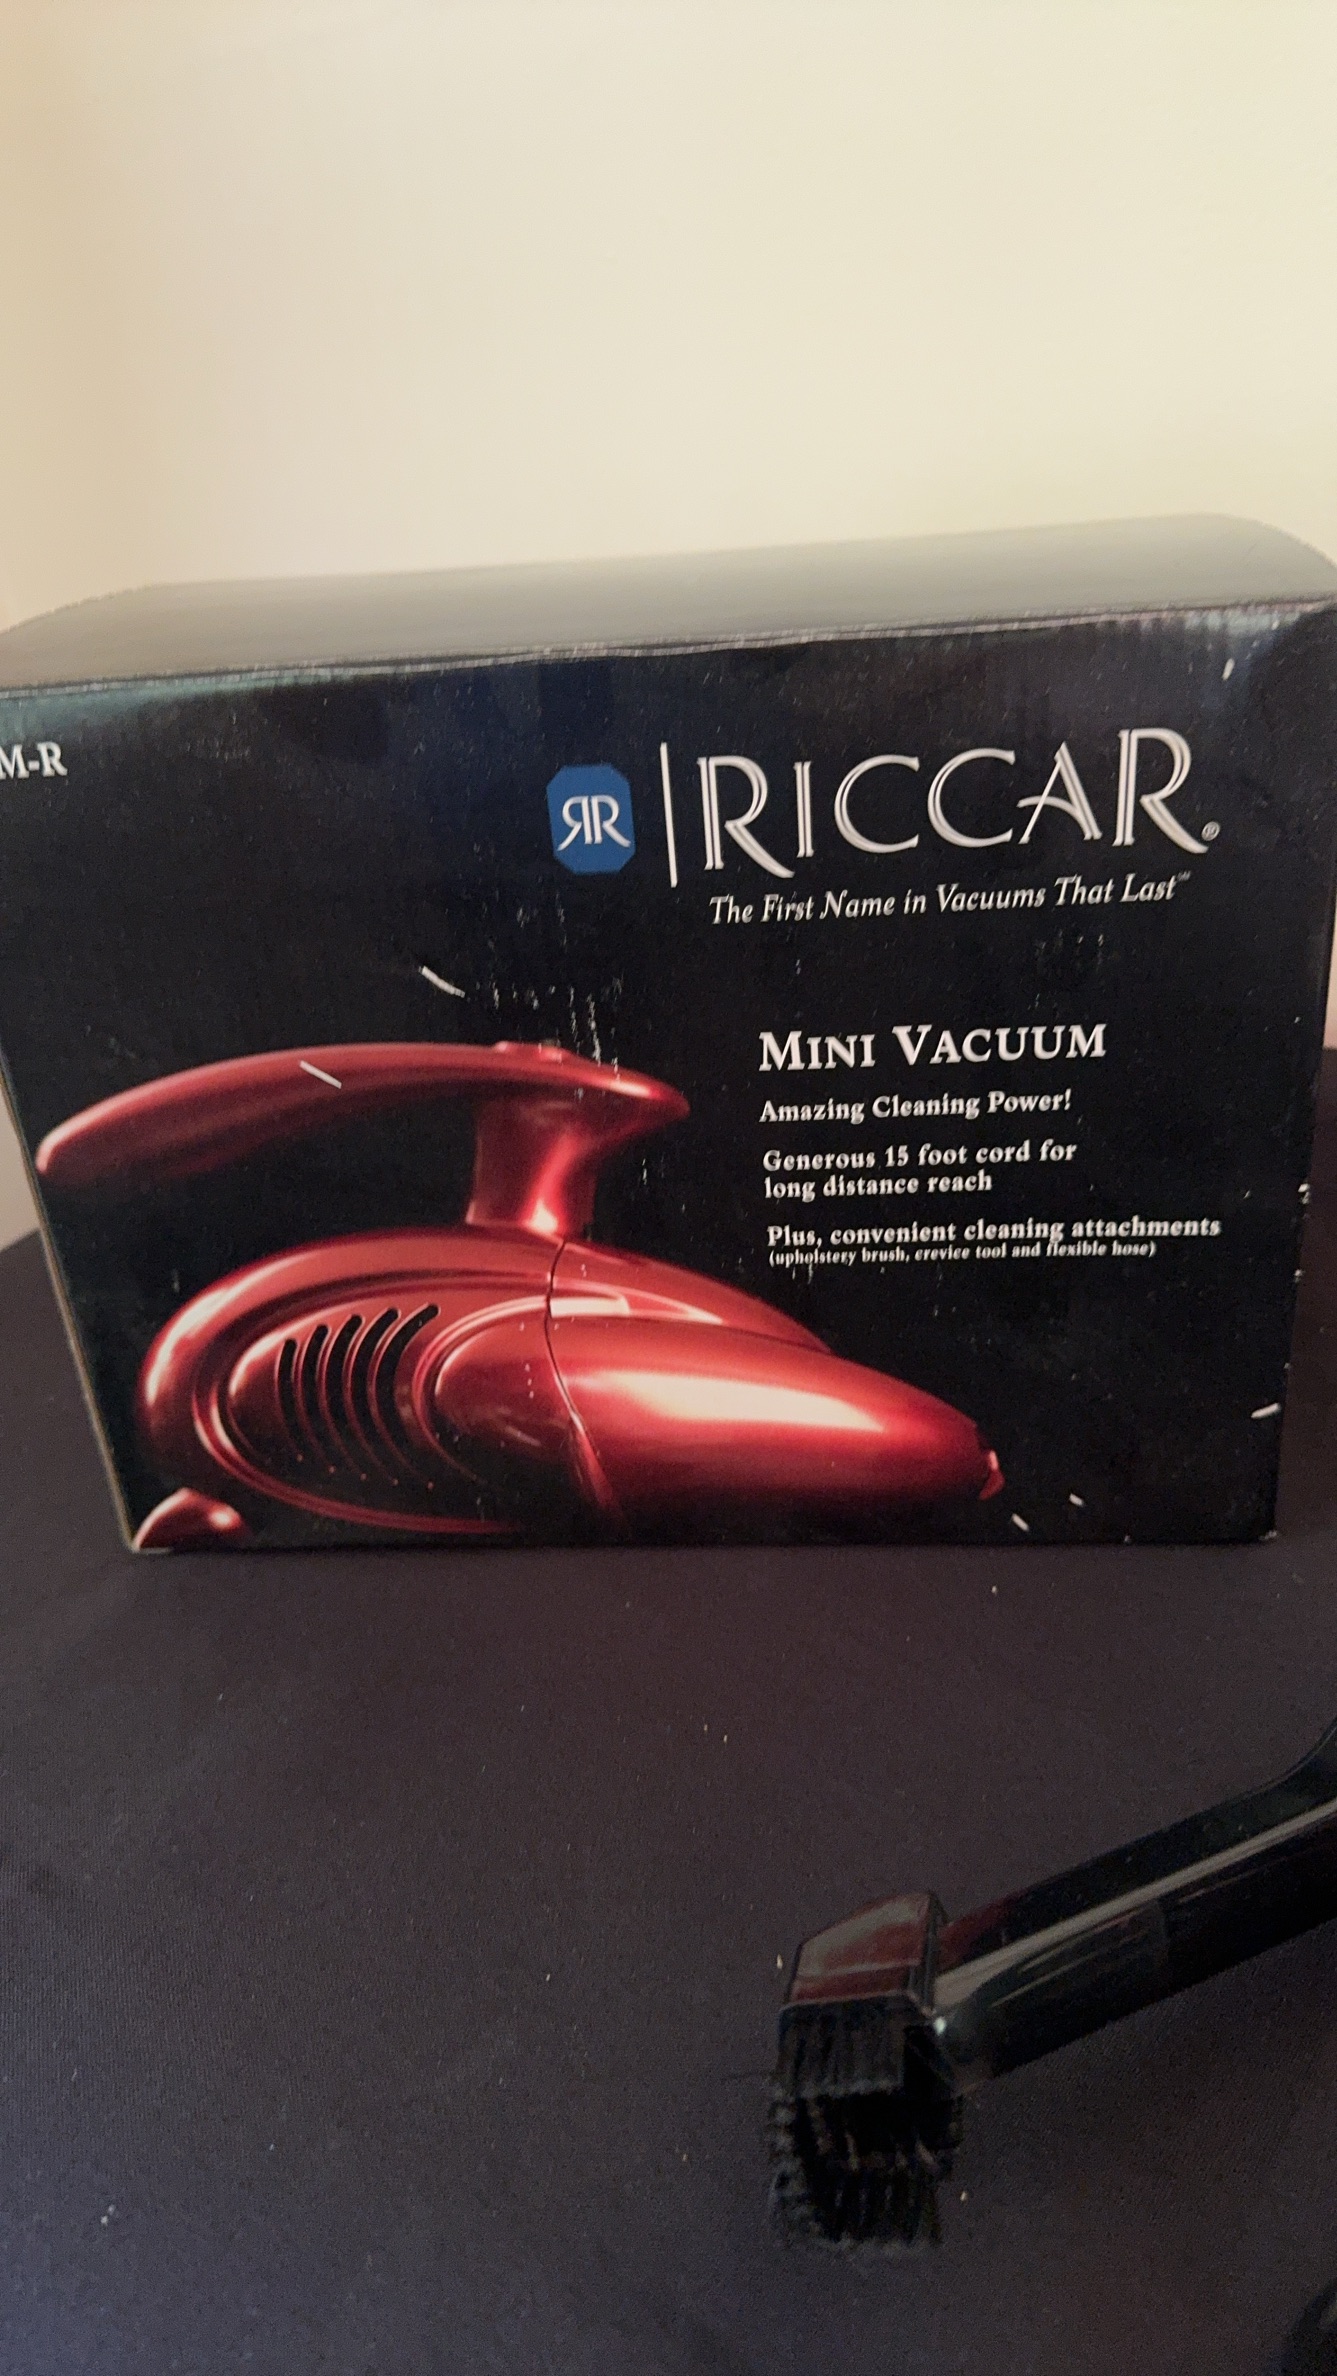 M-R
RR RICCAR®
The First Name in Vacuums That Last℠
MINI VACUUM
Amazing Cleaning Power!
Generous 15 foot cord for
long distance reach
Plus, convenient cleaning attachments
(upholstery brush, crevice tool and flexible hose)